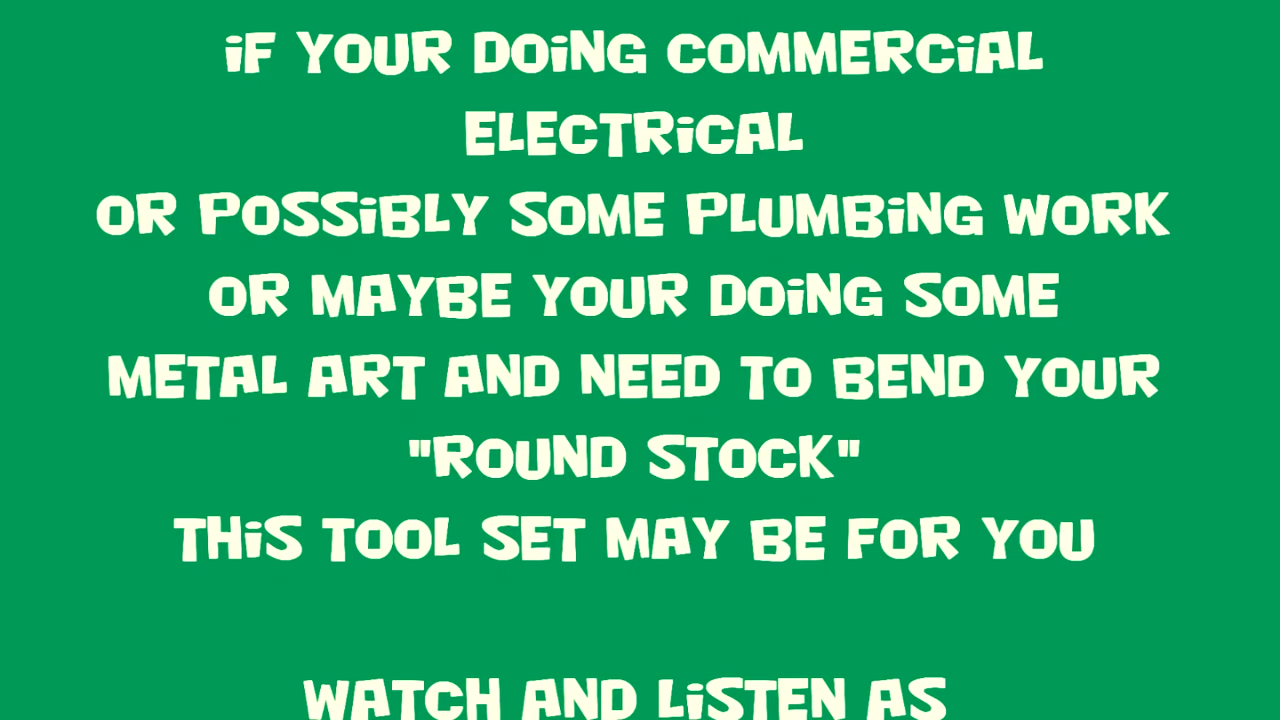 iF YOUR DOiNG COMMERCiAL
ELECTRiCAL
OR POSSiBLY SOME PLUMBiNG WORK
OR MAYBE YOUR DOiNG SOME
METAL ART AND NEED TO BEND YOUR
"ROUND STOCK"
THiS TOOL SET MAY BE FOR YOU
WATCH AND LiSTEN AS